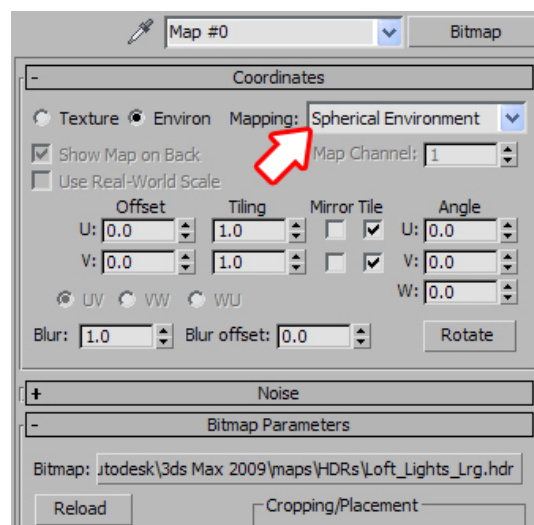 Map #0 Bitmap
- Coordinates
Texture Environ Mapping: Spherical Environment
Show Map on Back Map Channel: 1
Use Real-World Scale
Offset Tiling Mirror Tile Angle
U: 0.0 1.0 U: 0.0
V: 0.0 1.0 V: 0.0
UV VW WU W: 0.0
Blur: 1.0 Blur offset: 0.0 Rotate
+ Noise
- Bitmap Parameters
Bitmap: utodesk\3ds Max 2009\maps\HDRs\Loft_Lights_Lrg.hdr
Reload Cropping/Placement